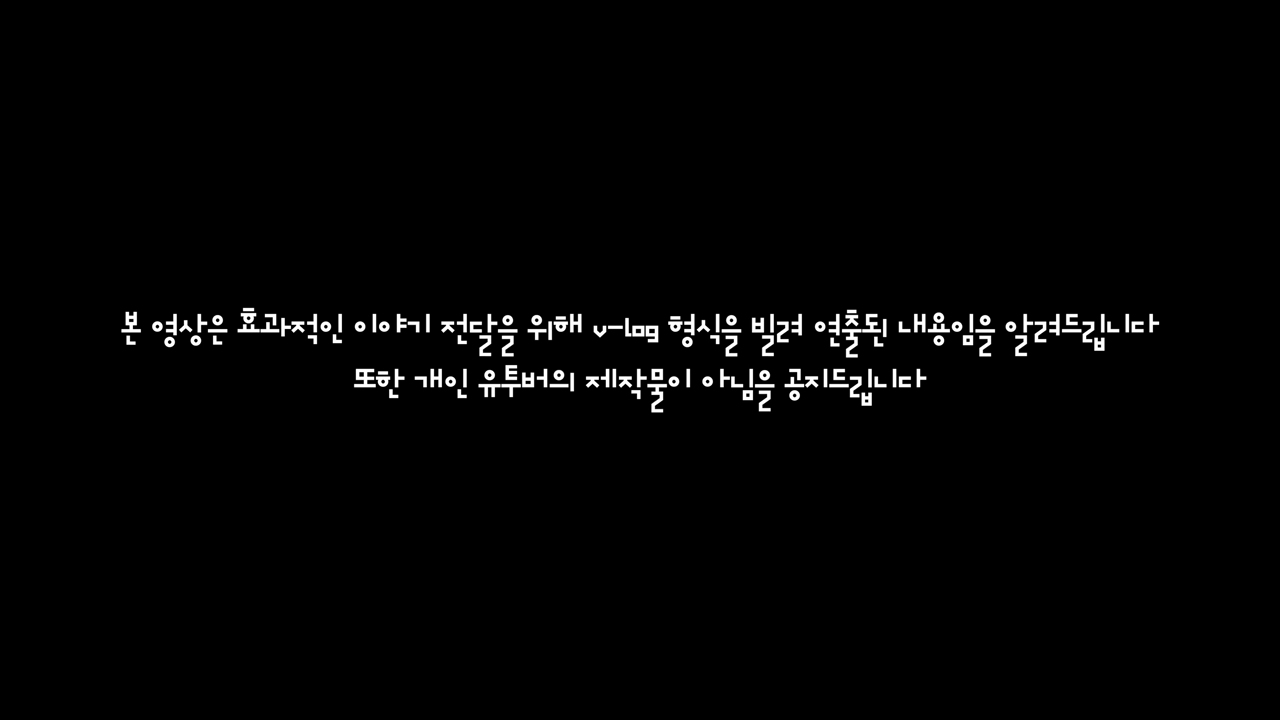 본 영상은 효과적인 이야기 전달을 위해 v-log 형식을 빌려 연출된 내용임을 알려드립니다
또한 개인 유투버의 제작물이 아님을 공지드립니다